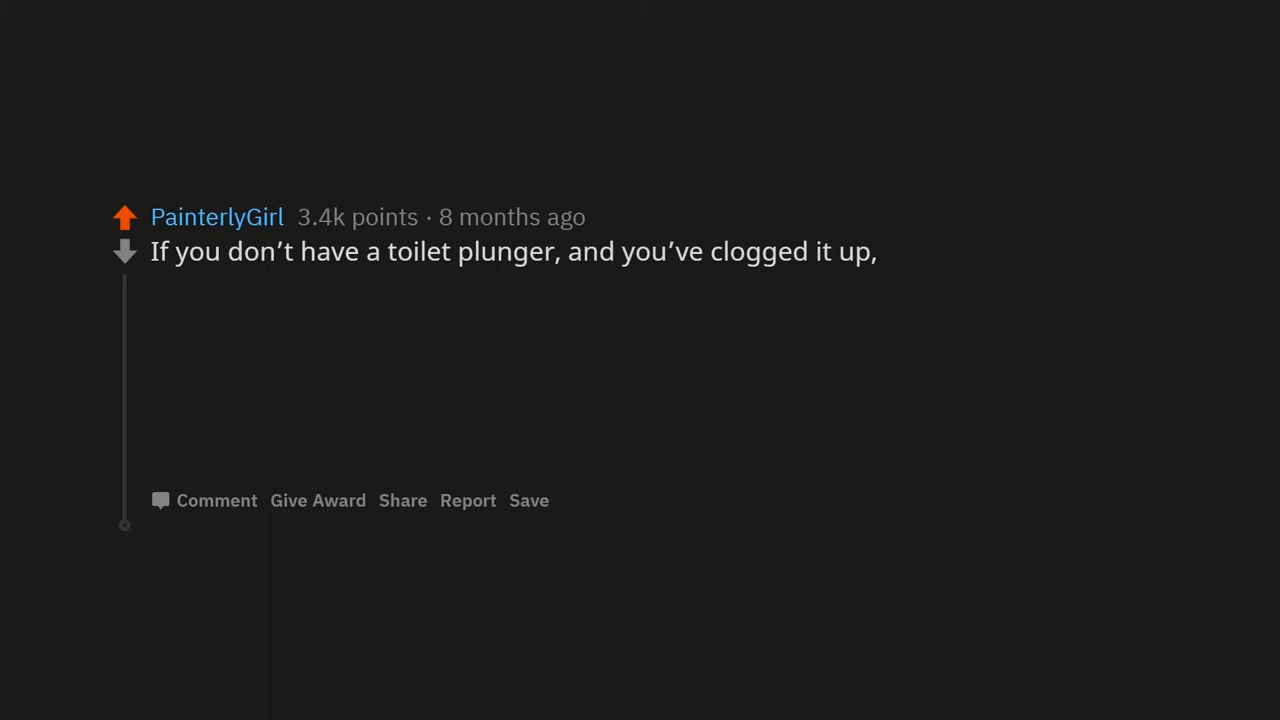 PainterlyGirl 3.4k points · 8 months ago
If you don’t have a toilet plunger, and you’ve clogged it up,
Comment Give Award Share Report Save